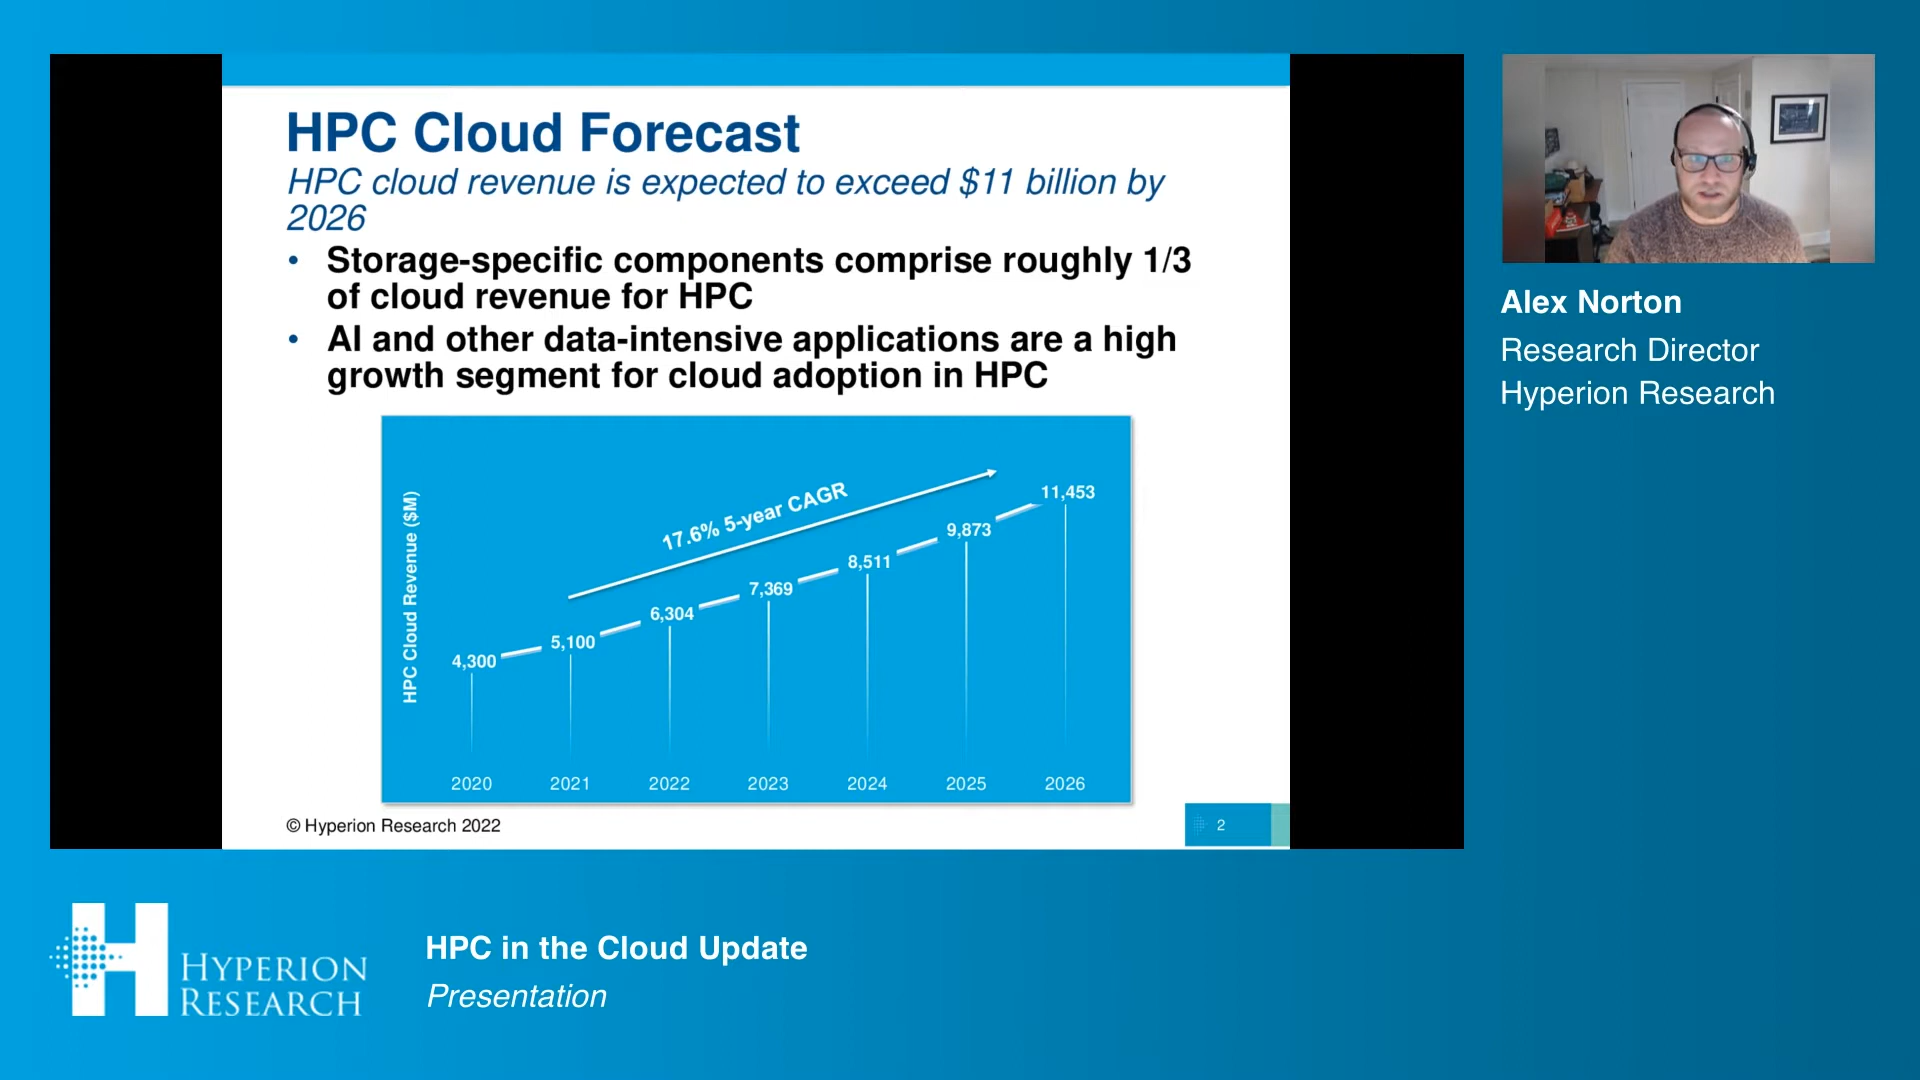 HPC Cloud Forecast
HPC cloud revenue is expected to exceed $11 billion by
2026
• Storage-specific components comprise roughly 1/3
of cloud revenue for HPC
• AI and other data-intensive applications are a high
growth segment for cloud adoption in HPC
HPC Cloud Revenue ($M)
17.6% 5-year CAGR
4,300
5,100
6,304
7,369
8,511
9,873
11,453
2020 2021 2022 2023 2024 2025 2026
© Hyperion Research 2022
2
Alex Norton
Research Director
Hyperion Research
HYPERION
RESEARCH
HPC in the Cloud Update
Presentation